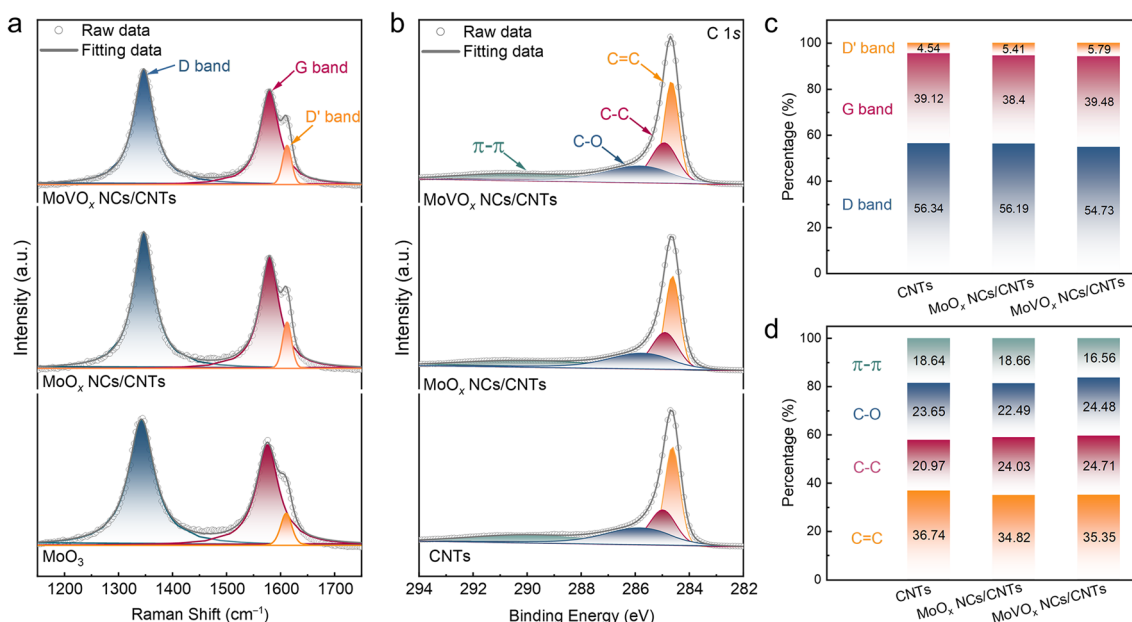 a
Raw data
Fitting data
D band
G band
D' band
MoVOₓ NCs/CNTs
MoOₓ NCs/CNTs
MoO₃
Intensity (a.u.)
1200 1300 1400 1500 1600 1700
Raman Shift (cm⁻¹)
b
Raw data
Fitting data
C 1s
C=C
C-C
C-O
π-π
MoVOₓ NCs/CNTs
MoOₓ NCs/CNTs
CNTs
Intensity (a.u.)
294 292 290 288 286 284 282
Binding Energy (eV)
c
Percentage (%)
100
80
60
40
20
0
D' band
G band
D band
4.54 5.41 5.79
39.12 38.4 39.48
56.34 56.19 54.73
CNTs
MoOₓ NCs/CNTs
MoVOₓ NCs/CNTs
d
Percentage (%)
100
80
60
40
20
0
π-π
C-O
C-C
C=C
18.64 18.66 16.56
23.65 22.49 24.48
20.97 24.03 24.71
36.74 34.82 35.35
CNTs
MoOₓ NCs/CNTs
MoVOₓ NCs/CNTs